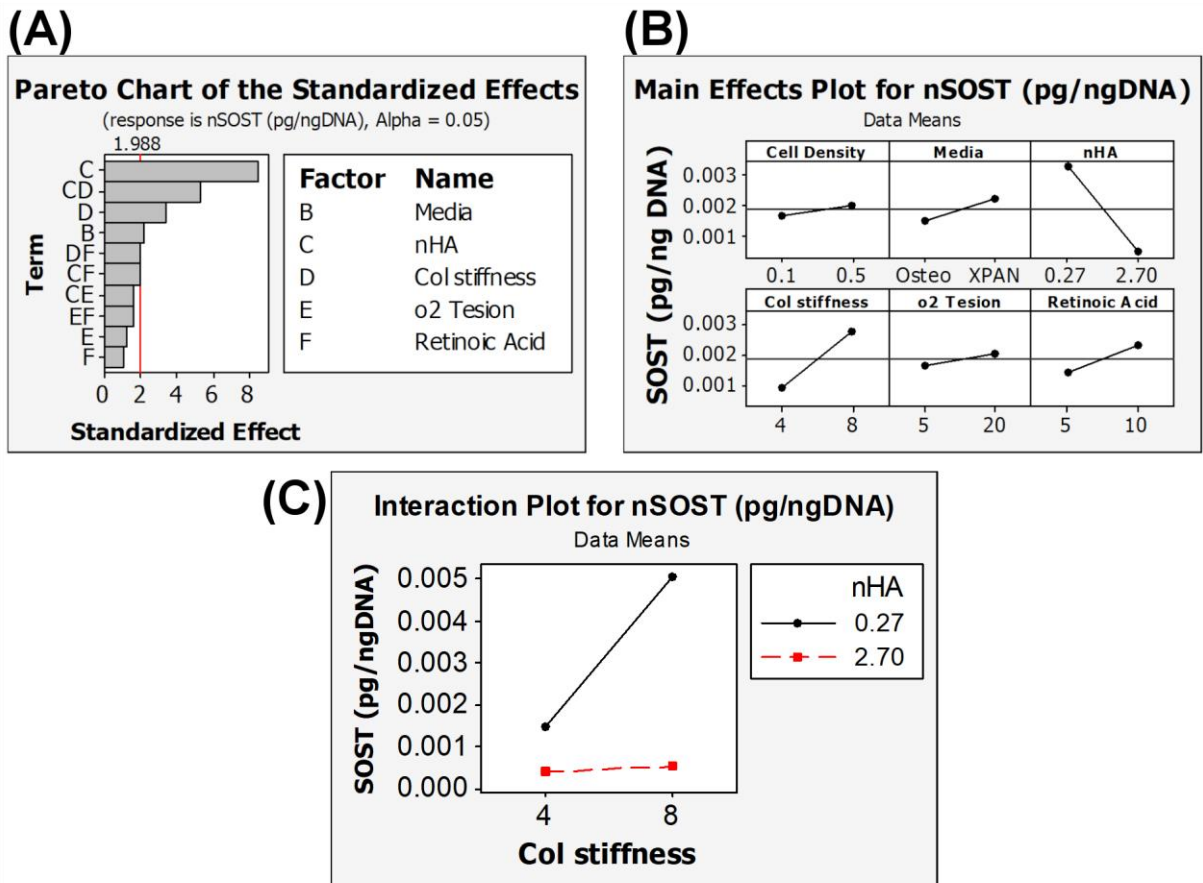 (A)
Pareto Chart of the Standardized Effects
(response is nSOST (pg/ngDNA), Alpha = 0.05)
1.988
Term
C
CD
D
B
DF
CF
CE
EF
E
F
0 2 4 6 8
Standardized Effect
Factor Name
B Media
C nHA
D Col stiffness
E o2 Tesion
F Retinoic Acid
(B)
Main Effects Plot for nSOST (pg/ngDNA)
Data Means
SOST (pg/ng DNA)
Cell Density Media nHA
0.003
0.002
0.001
0.1 0.5 Osteo XPAN 0.27 2.70
Col stiffness o2 Tesion Retinoic Acid
0.003
0.002
0.001
4 8 5 20 5 10
(C)
Interaction Plot for nSOST (pg/ngDNA)
Data Means
SOST (pg/ngDNA)
0.005
0.004
0.003
0.002
0.001
0.000
4 8
Col stiffness
nHA
0.27
2.70